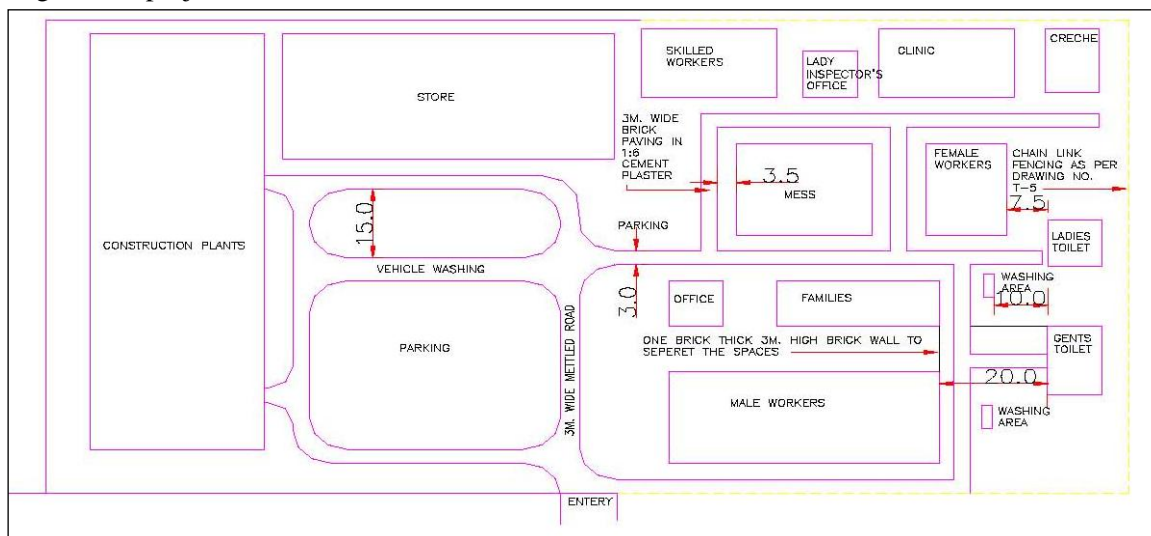 SKILLED
WORKERS
LADY
INSPECTOR'S
OFFICE
CLINIC
CRECHE
STORE
3M. WIDE
BRICK
PAVING IN
1:6
CEMENT
PLASTER
3.5
MESS
FEMALE
WORKERS
CHAIN LINK
FENCING AS PER
DRAWING NO.
T-5
7.5
CONSTRUCTION PLANTS
15.0
VEHICLE WASHING
PARKING
LADIES
TOILET
3.0
OFFICE
FAMILIES
WASHING
AREA
10.0
PARKING
3M. WIDE METTLED ROAD
ONE BRICK THICK 3M. HIGH BRICK WALL TO
SEPERET THE SPACES
GENTS
TOILET
20.0
MALE WORKERS
WASHING
AREA
ENTERY